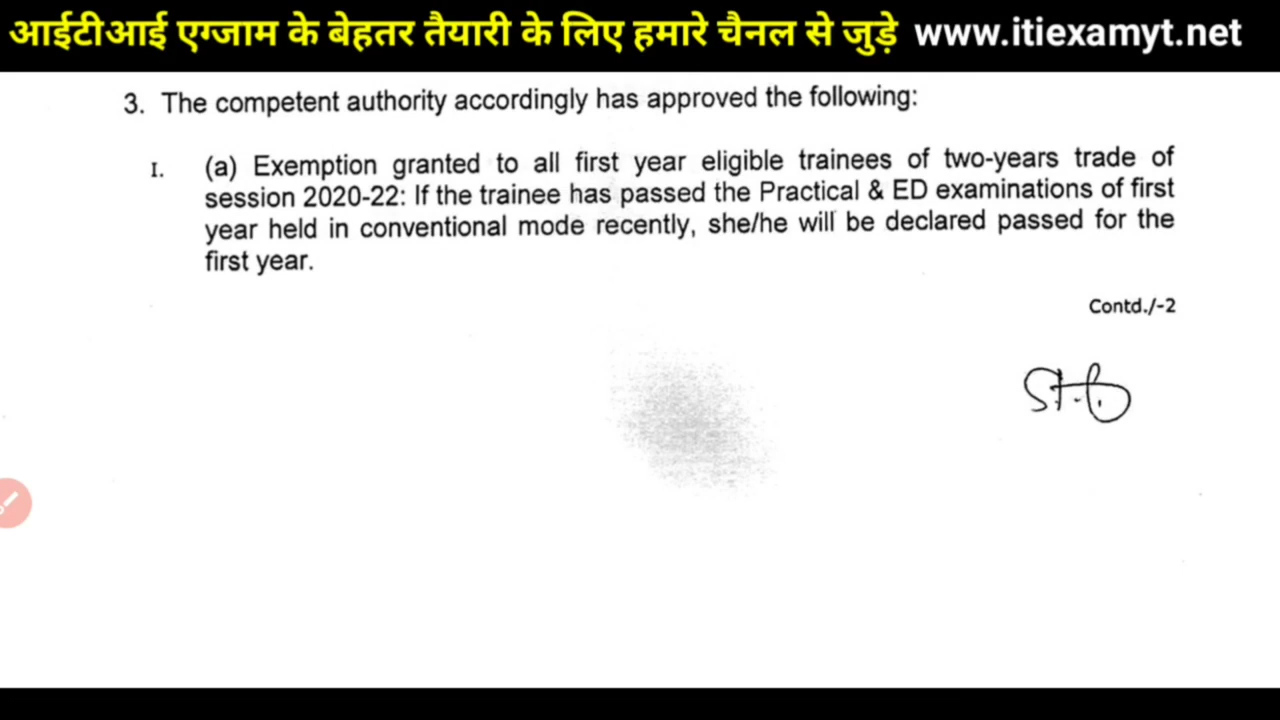 आईटीआई एग्जाम के बेहतर तैयारी के लिए हमारे चैनल से जुड़े www.itiexamyt.net
3. The competent authority accordingly has approved the following:
I. (a) Exemption granted to all first year eligible trainees of two-years trade of
session 2020-22: If the trainee has passed the Practical & ED examinations of first
year held in conventional mode recently, she/he will be declared passed for the
first year.
Contd./-2